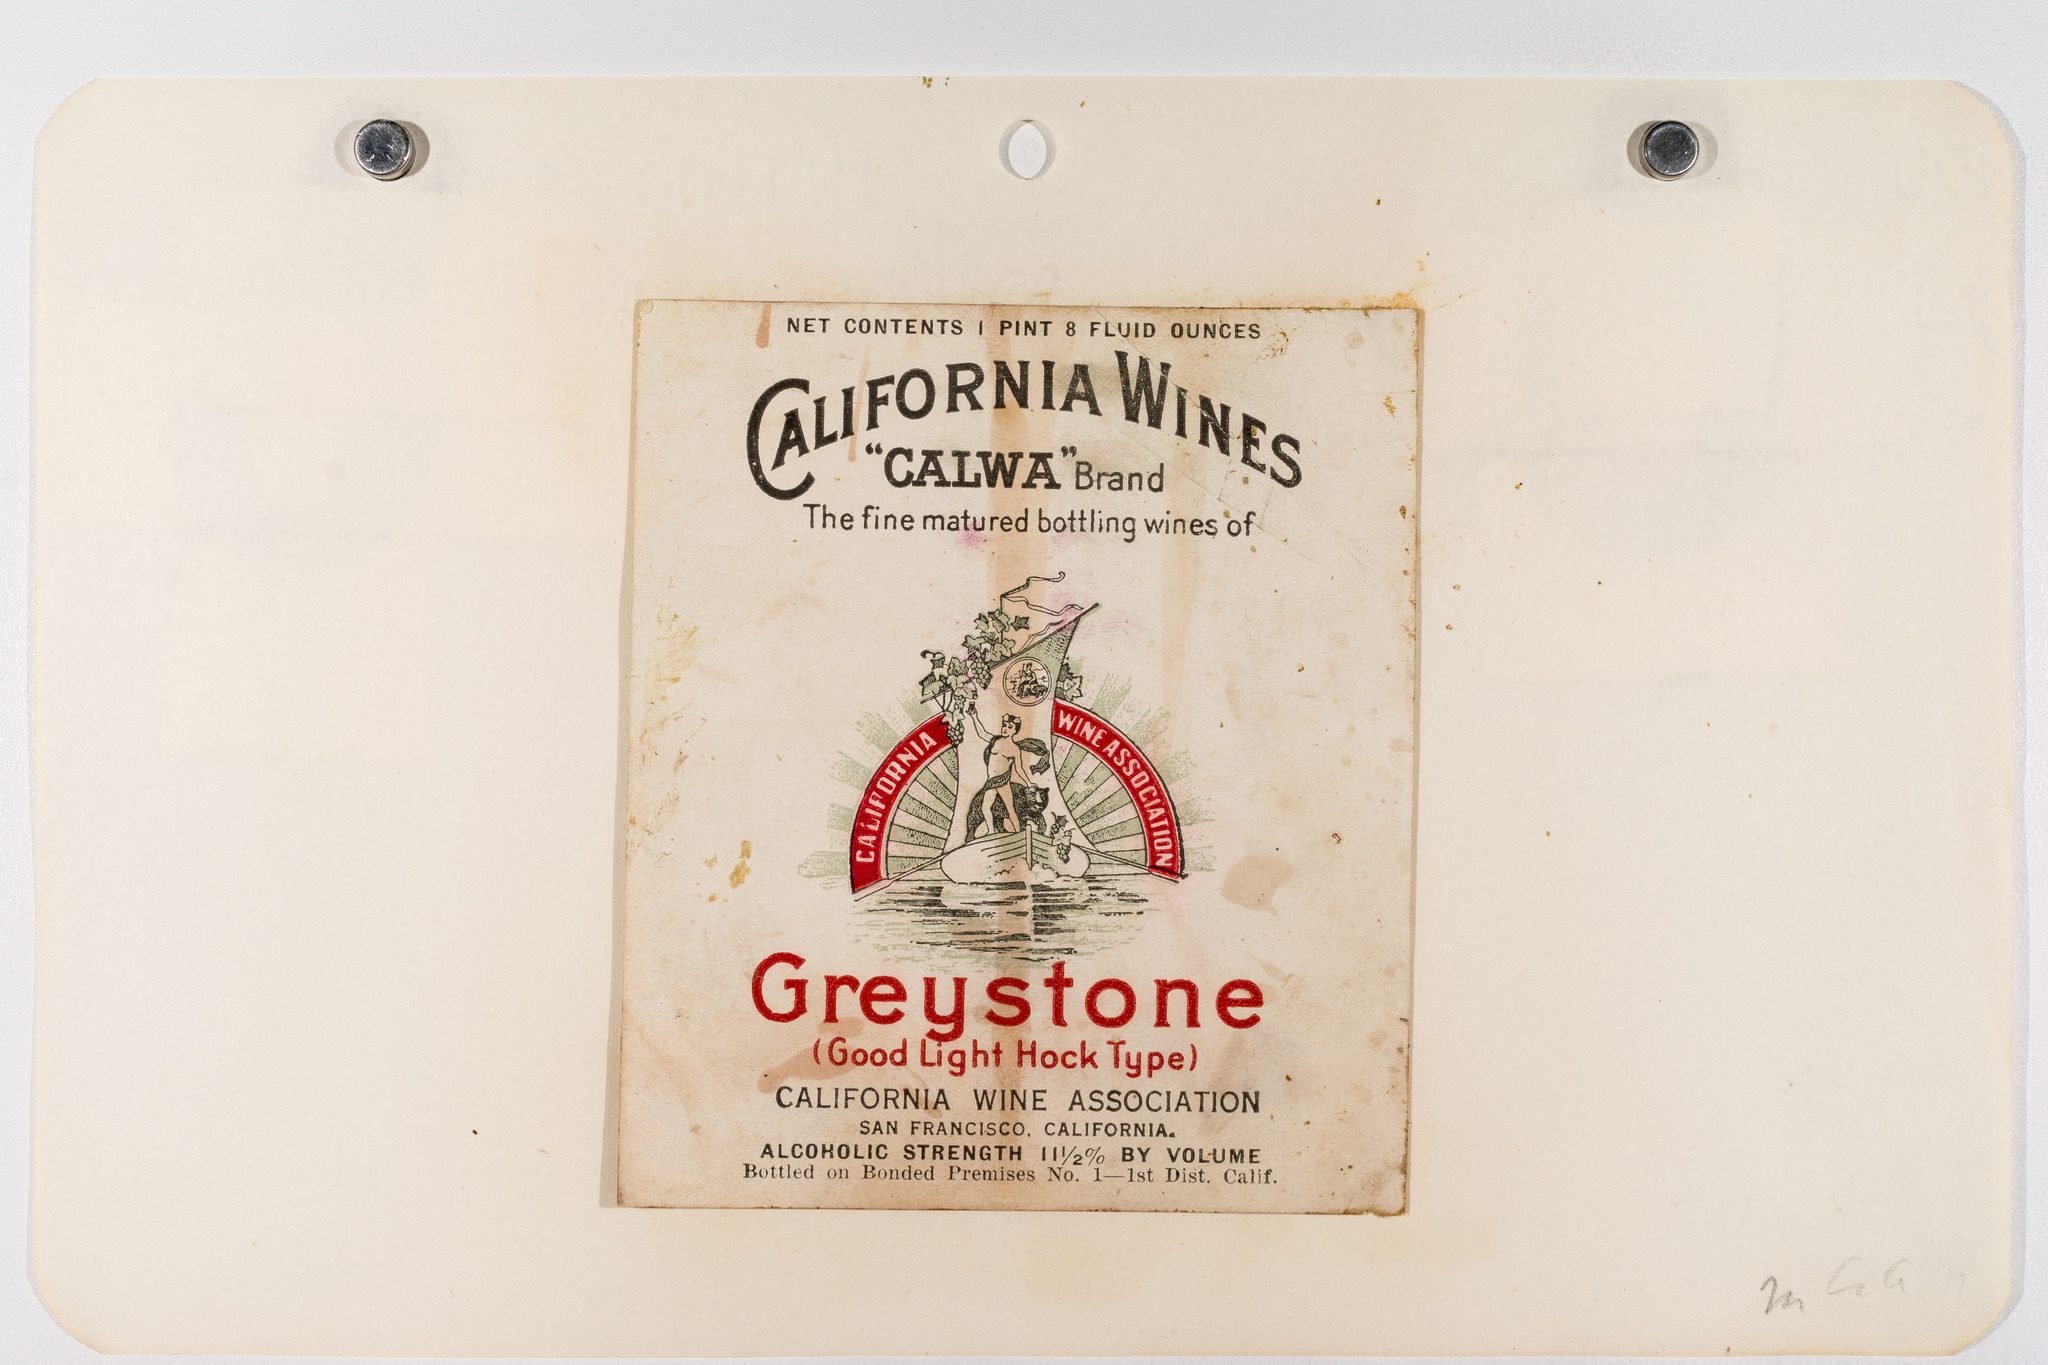 NET CONTENTS 1 PINT 8 FLUID OUNCES
CALIFORNIA WINES
"CALWA" Brand
The fine matured bottling wines of
CALIFORNIA WINE ASSOCIATION
Greystone
(Good Light Hock Type)
CALIFORNIA WINE ASSOCIATION
SAN FRANCISCO, CALIFORNIA.
ALCOHOLIC STRENGTH 11½% BY VOLUME
Bottled on Bonded Premises No. 1—1st Dist. Calif.